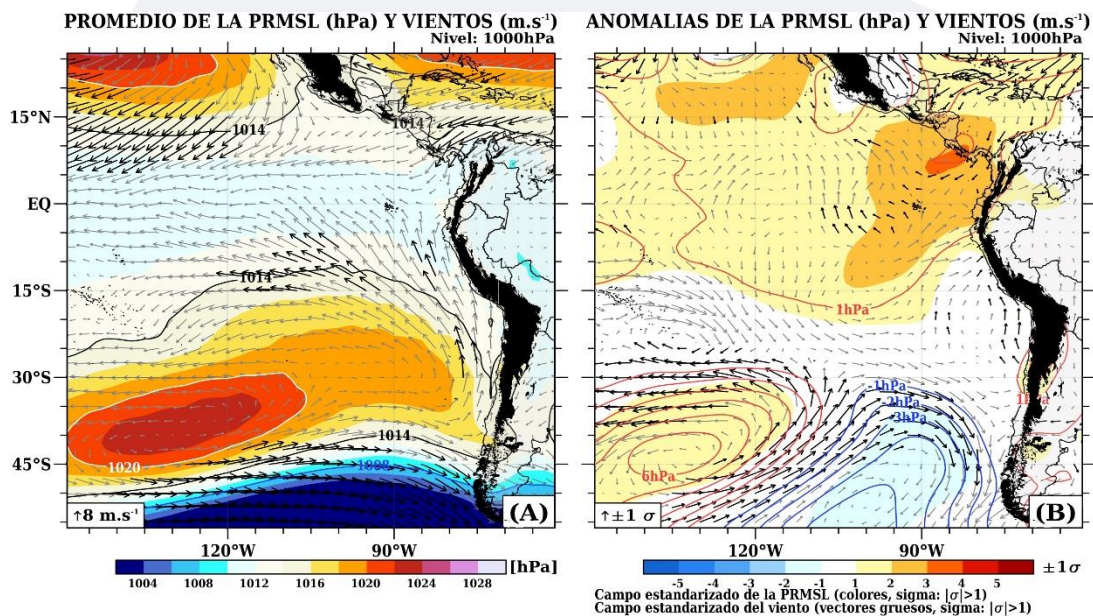 PROMEDIO DE LA PRMSL (hPa) Y VIENTOS (m.s⁻¹)
Nivel: 1000hPa
15°N
EQ
15°S
30°S
45°S
1014
1014
1014
1014
1020
1008
↑8 m.s⁻¹
(A)
120°W
90°W
[hPa]
1004
1008
1012
1016
1020
1024
1028
ANOMALIAS DE LA PRMSL (hPa) Y VIENTOS (m.s⁻¹)
Nivel: 1000hPa
1hPa
-1hPa
-2hPa
-3hPa
1hPa
6hPa
↑±1 σ
(B)
120°W
90°W
±1σ
-5
-4
-3
-2
-1
1
2
3
4
5
Campo estandarizado de la PRMSL (colores, sigma: |σ|>1)
Campo estandarizado del viento (vectores gruesos, sigma: |σ|>1)